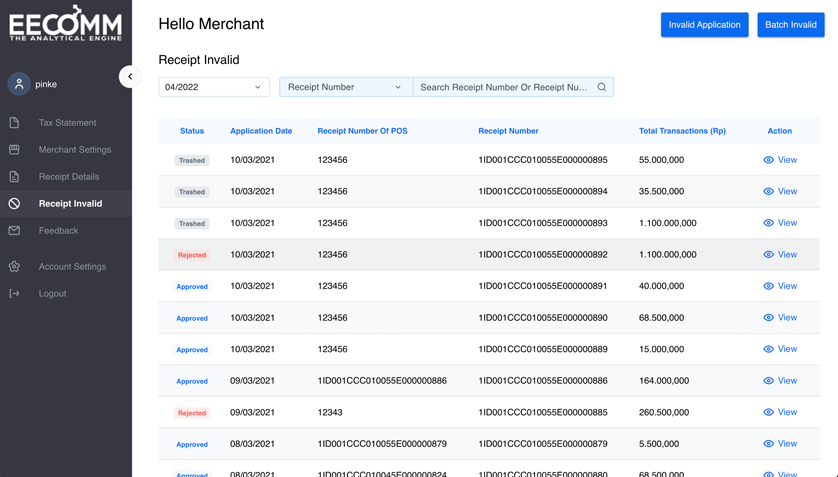 EECOMM
THE ANALYTICAL ENGINE
pinke
Tax Statement
Merchant Settings
Receipt Details
Receipt Invalid
Feedback
Account Settings
Logout
Hello Merchant
Invalid Application
Batch Invalid
Receipt Invalid
04/2022
Receipt Number
Search Receipt Number Or Receipt Nu...
Status Application Date Receipt Number Of POS Receipt Number Total Transactions (Rp) Action
Trashed 10/03/2021 123456 1ID001CCC010055E000000895 55.000,000 View
Trashed 10/03/2021 123456 1ID001CCC010055E000000894 35.500,000 View
Trashed 10/03/2021 123456 1ID001CCC010055E000000893 1.100.000,000 View
Rejected 10/03/2021 123456 1ID001CCC010055E000000892 1.100.000,000 View
Approved 10/03/2021 123456 1ID001CCC010055E000000891 40.000,000 View
Approved 10/03/2021 123456 1ID001CCC010055E000000890 68.500,000 View
Approved 10/03/2021 123456 1ID001CCC010055E000000889 15.000,000 View
Approved 09/03/2021 1ID001CCC010055E000000886 1ID001CCC010055E000000886 164.000,000 View
Rejected 09/03/2021 12343 1ID001CCC010055E000000885 260.500,000 View
Approved 08/03/2021 1ID001CCC010055E000000879 1ID001CCC010055E000000879 5.500,000 View
Approved 08/03/2021 1ID001CCC010045E000000824 1ID001CCC010055E000000880 68.500,000 View